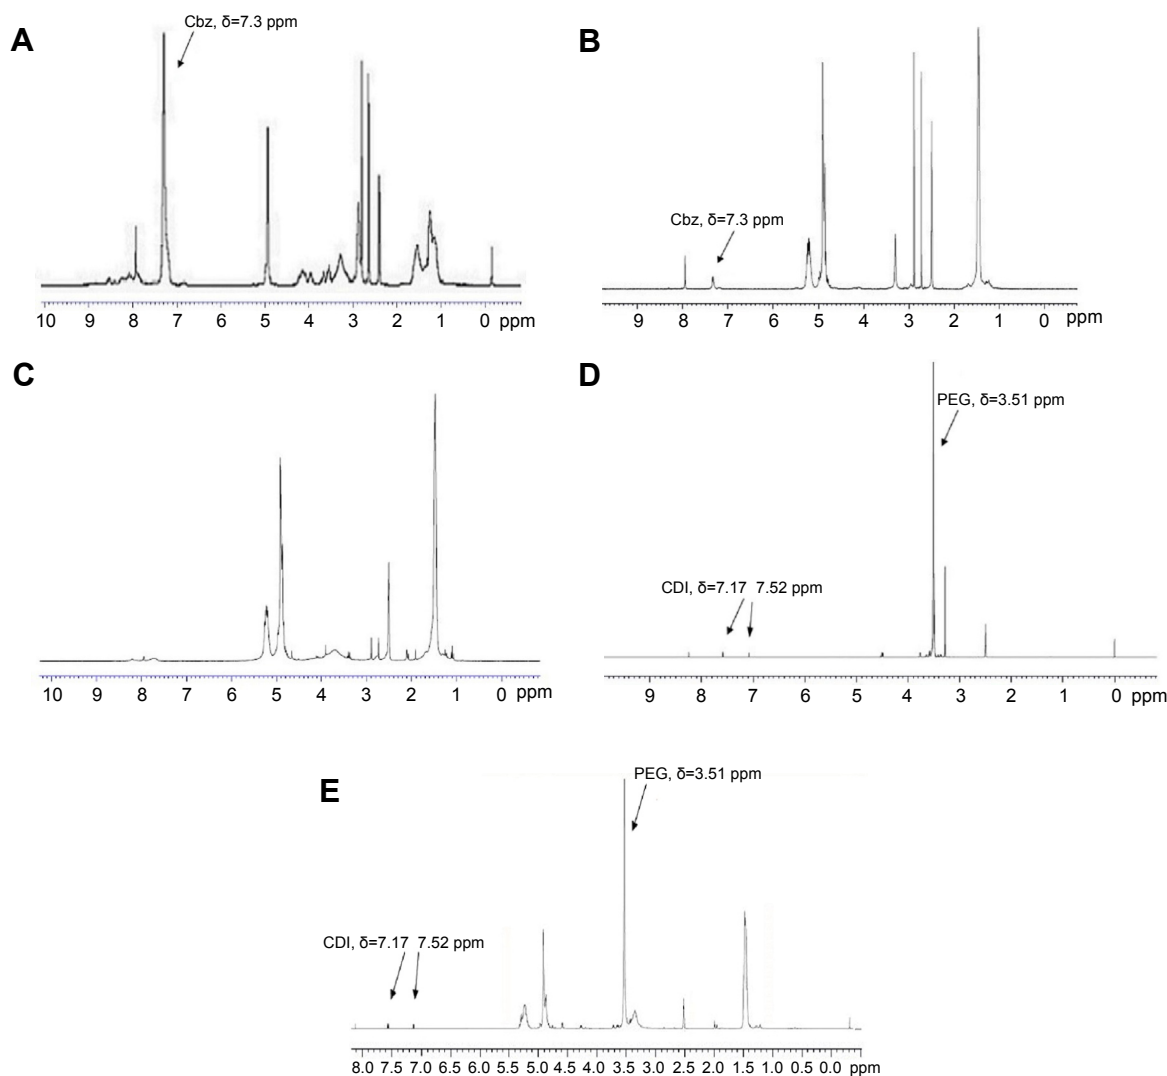 A
Cbz, δ=7.3 ppm
10 9 8 7 6 5 4 3 2 1 0 ppm
B
Cbz, δ=7.3 ppm
9 8 7 6 5 4 3 2 1 0 ppm
C
10 9 8 7 6 5 4 3 2 1 0 ppm
D
PEG, δ=3.51 ppm
CDI, δ=7.17 7.52 ppm
9 8 7 6 5 4 3 2 1 0 ppm
E
PEG, δ=3.51 ppm
CDI, δ=7.17 7.52 ppm
8.0 7.5 7.0 6.5 6.0 5.5 5.0 4.5 4.0 3.5 3.0 2.5 2.0 1.5 1.0 0.5 0.0 ppm